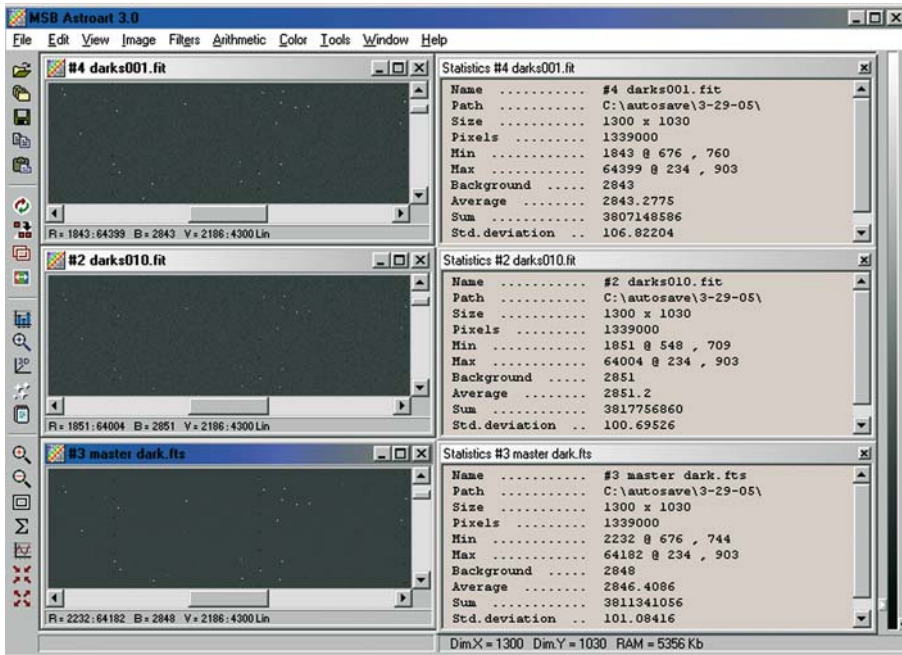 MSB Astroart 3.0
File Edit View Image Filters Arithmetic Color Tools Window Help
#4 darks001.fit
R = 1843:64399 B = 2843 V = 2186:4300 Lin
Statistics #4 darks001.fit
Name ........... #4 darks001.fit
Path ........... C:\autosave\3-29-05\
Size ........... 1300 x 1030
Pixels ......... 1339000
Min ............ 1843 @ 676 , 760
Max ............ 64399 @ 234 , 903
Background ..... 2843
Average ........ 2843.2775
Sum ............ 3807148586
Std.deviation .. 106.82204
#2 darks010.fit
R = 1851:64004 B = 2851 V = 2186:4300 Lin
Statistics #2 darks010.fit
Name ........... #2 darks010.fit
Path ........... C:\autosave\3-29-05\
Size ........... 1300 x 1030
Pixels ......... 1339000
Min ............ 1851 @ 548 , 709
Max ............ 64004 @ 234 , 903
Background ..... 2851
Average ........ 2851.2
Sum ............ 3817756860
Std.deviation .. 100.69526
#3 master dark.fts
R = 2232:64182 B = 2848 V = 2186:4300 Lin
Statistics #3 master dark.fts
Name ........... #3 master dark.fts
Path ........... C:\autosave\3-29-05\
Size ........... 1300 x 1030
Pixels ......... 1339000
Min ............ 2232 @ 676 , 744
Max ............ 64182 @ 234 , 903
Background ..... 2848
Average ........ 2846.4086
Sum ............ 3811341056
Std.deviation .. 101.08416
3D
Σ
Dim.X = 1300 Dim.Y = 1030 RAM = 5356 Kb